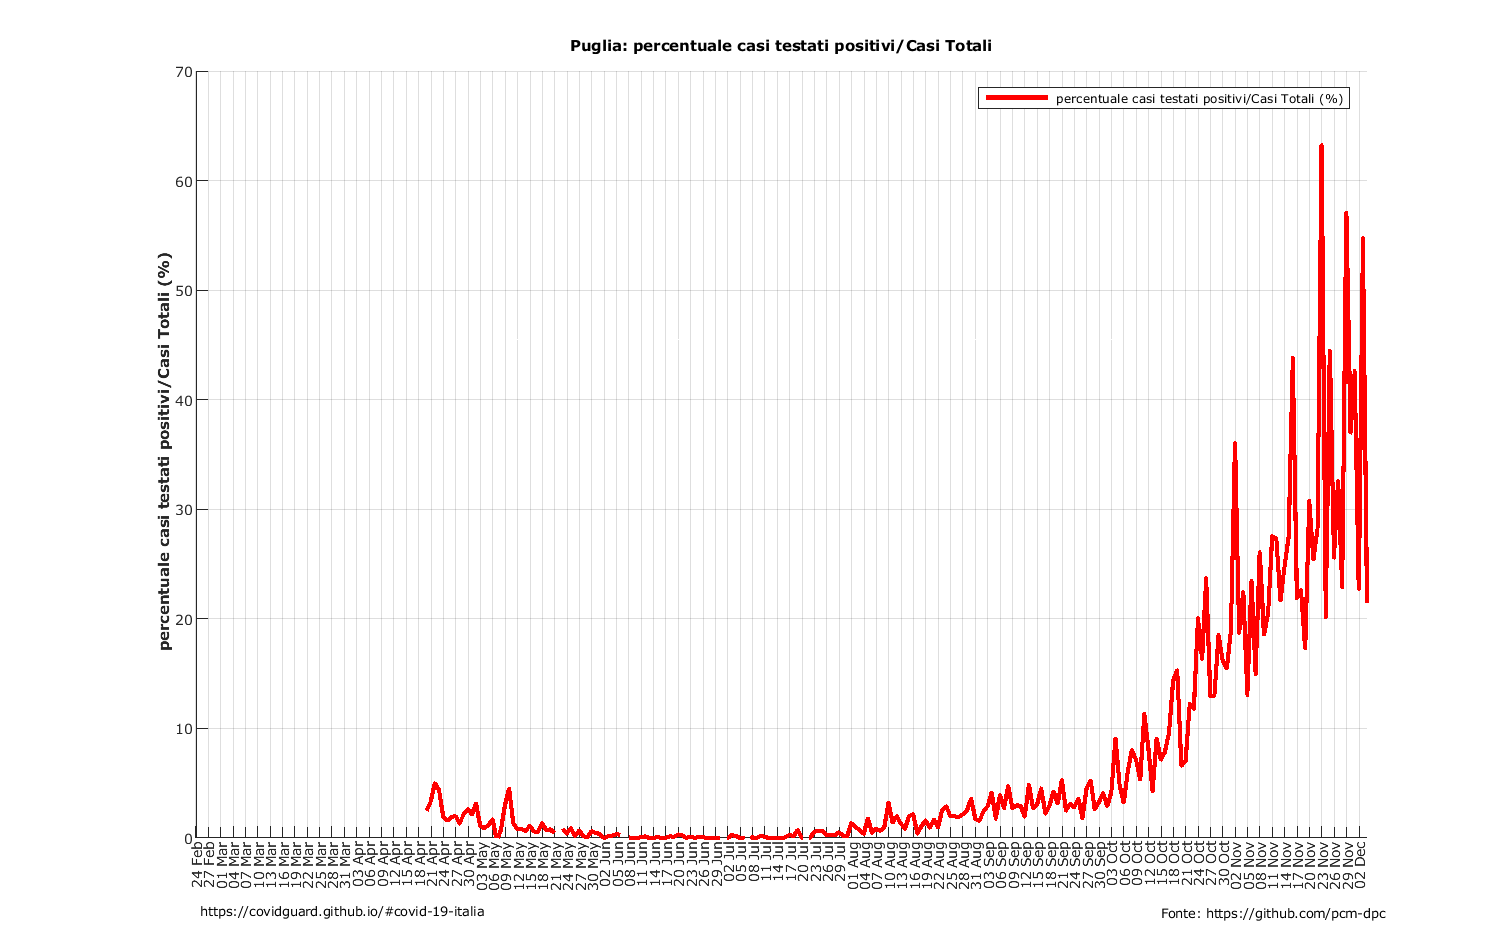 Puglia: percentuale casi testati positivi/Casi Totali
percentuale casi testati positivi/Casi Totali (%)
percentuale casi testati positivi/Casi Totali (%)
70
60
50
40
30
20
10
0
24 Feb
27 Feb
01 Mar
04 Mar
07 Mar
10 Mar
13 Mar
16 Mar
19 Mar
22 Mar
25 Mar
28 Mar
31 Mar
03 Apr
06 Apr
09 Apr
12 Apr
15 Apr
18 Apr
21 Apr
24 Apr
27 Apr
30 Apr
03 May
06 May
09 May
12 May
15 May
18 May
21 May
24 May
27 May
30 May
02 Jun
05 Jun
08 Jun
11 Jun
14 Jun
17 Jun
20 Jun
23 Jun
26 Jun
29 Jun
02 Jul
05 Jul
08 Jul
11 Jul
14 Jul
17 Jul
20 Jul
23 Jul
26 Jul
29 Jul
01 Aug
04 Aug
07 Aug
10 Aug
13 Aug
16 Aug
19 Aug
22 Aug
25 Aug
28 Aug
31 Aug
03 Sep
06 Sep
09 Sep
12 Sep
15 Sep
18 Sep
21 Sep
24 Sep
27 Sep
30 Sep
03 Oct
06 Oct
09 Oct
12 Oct
15 Oct
18 Oct
21 Oct
24 Oct
27 Oct
30 Oct
02 Nov
05 Nov
08 Nov
11 Nov
14 Nov
17 Nov
20 Nov
23 Nov
26 Nov
29 Nov
02 Dec
https://covidguard.github.io/#covid-19-italia
Fonte: https://github.com/pcm-dpc